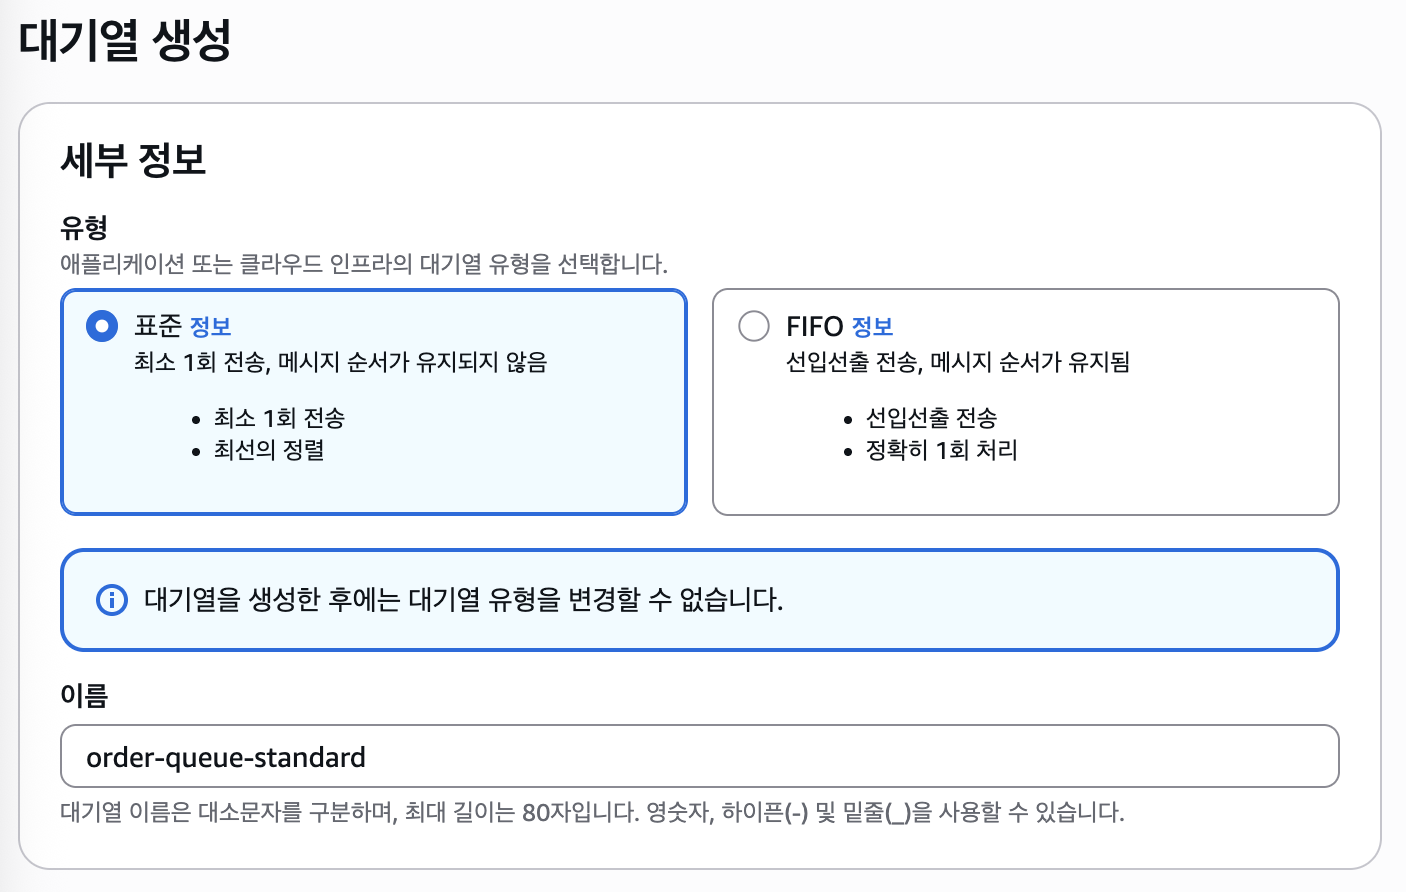 대기열 생성
세부 정보
유형
애플리케이션 또는 클라우드 인프라의 대기열 유형을 선택합니다.
표준 정보
최소 1회 전송, 메시지 순서가 유지되지 않음
• 최소 1회 전송
• 최선의 정렬
FIFO 정보
선입선출 전송, 메시지 순서가 유지됨
• 선입선출 전송
• 정확히 1회 처리
대기열을 생성한 후에는 대기열 유형을 변경할 수 없습니다.
이름
order-queue-standard
대기열 이름은 대소문자를 구분하며, 최대 길이는 80자입니다. 영숫자, 하이픈(-) 및 밑줄(_)을 사용할 수 있습니다.